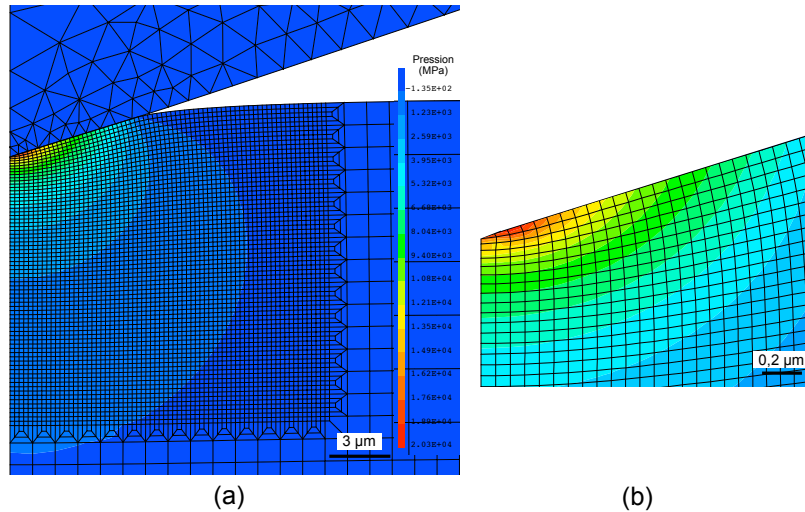 Pression
(MPa)
-1.35E+02
1.23E+03
2.59E+03
3.95E+03
5.32E+03
6.68E+03
8.04E+03
9.40E+03
1.08E+04
1.21E+04
1.35E+04
1.49E+04
1.62E+04
1.76E+04
1.89E+04
2.03E+04
3 µm
0,2 µm
(a)
(b)